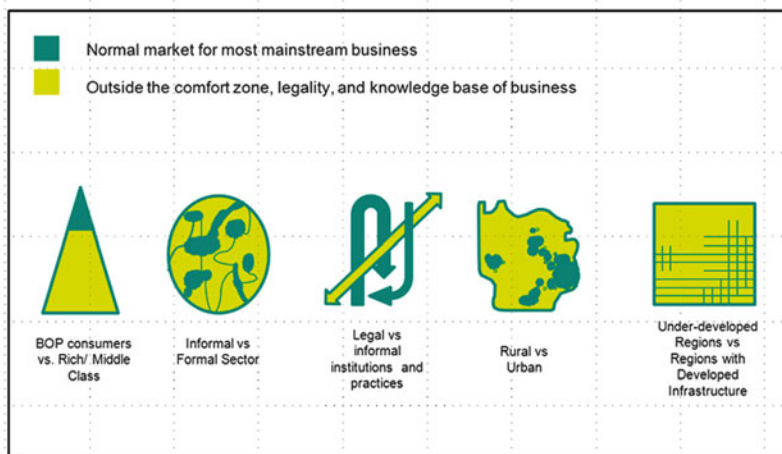 Normal market for most mainstream business
Outside the comfort zone, legality, and knowledge base of business
BOP consumers
vs. Rich/ Middle
Class
Informal vs
Formal Sector
Legal vs
informal
institutions and
practices
Rural vs
Urban
Under-developed
Regions vs
Regions with
Developed
Infrastructure